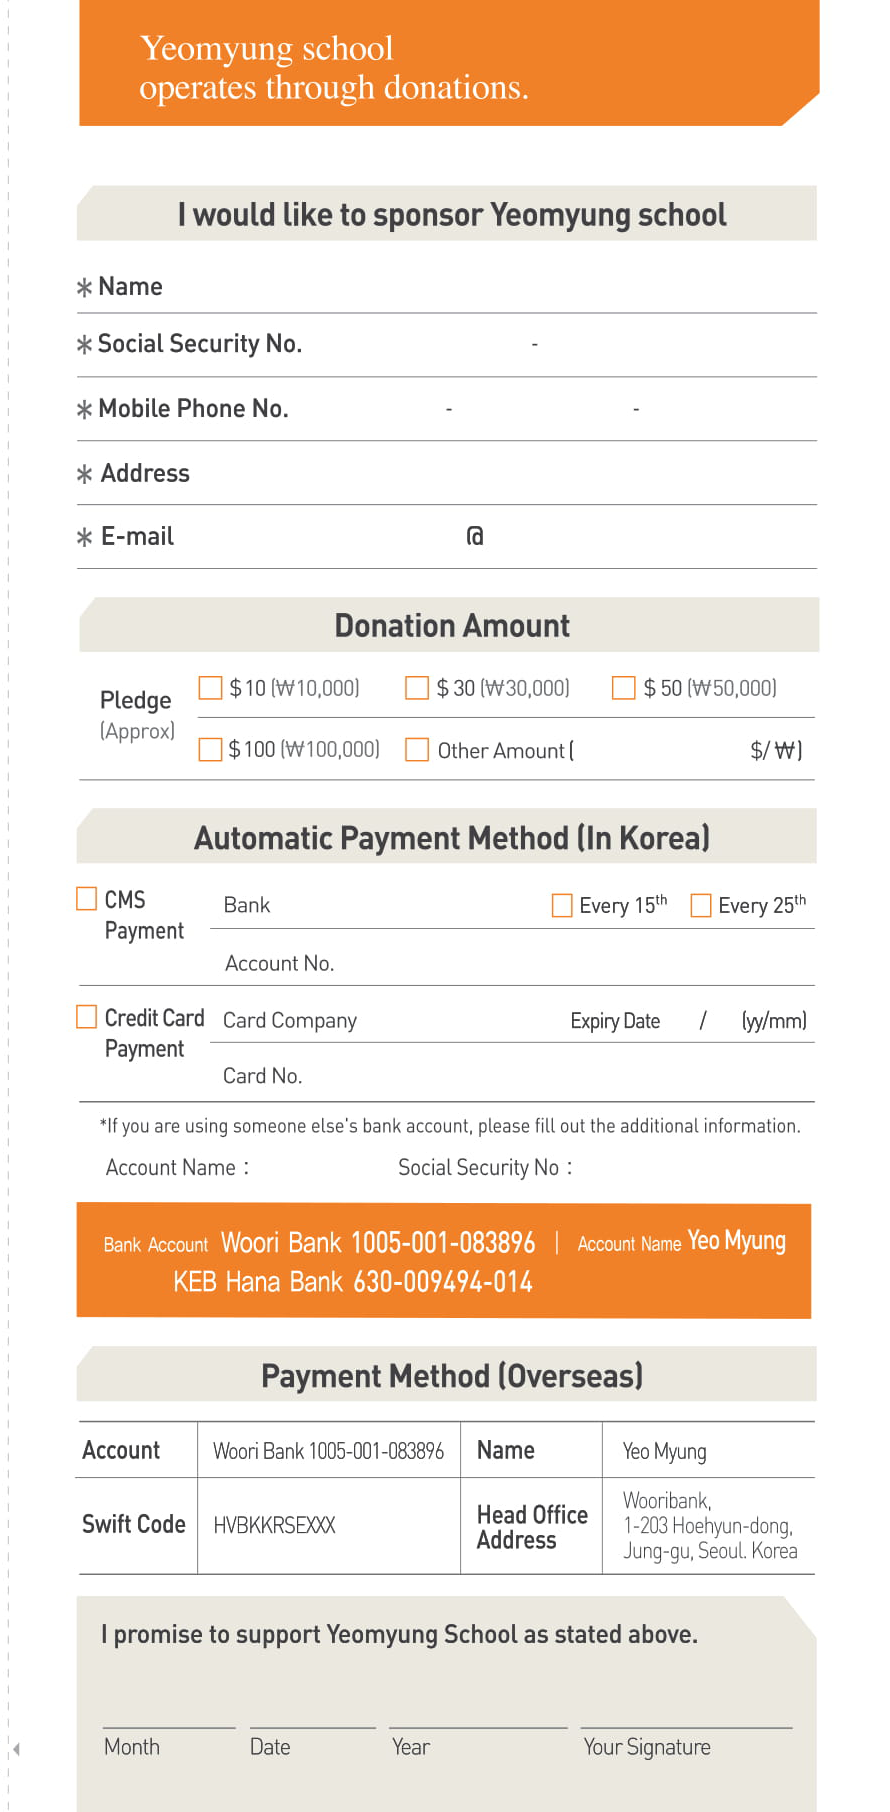 Yeomyung school
operates through donations.
I would like to sponsor Yeomyung school
* Name
* Social Security No. -
* Mobile Phone No. - -
* Address
* E-mail @
Donation Amount
Pledge
(Approx)
$ 10 (₩10,000) $ 30 (₩30,000) $ 50 (₩50,000)
$ 100 (₩100,000) Other Amount ( $/₩)
Automatic Payment Method (In Korea)
CMS
Payment
Bank Every 15th Every 25th
Account No.
Credit Card
Payment
Card Company Expiry Date / (yy/mm)
Card No.
*If you are using someone else's bank account, please fill out the additional information.
Account Name : Social Security No :
Bank Account Woori Bank 1005-001-083896 | Account Name Yeo Myung
KEB Hana Bank 630-009494-014
Payment Method (Overseas)
Account Woori Bank 1005-001-083896 Name Yeo Myung
Swift Code HVBKKRSEXXX
Head Office
Address
Wooribank,
1-203 Hoehyun-dong,
Jung-gu, Seoul. Korea
I promise to support Yeomyung School as stated above.
Month Date Year Your Signature